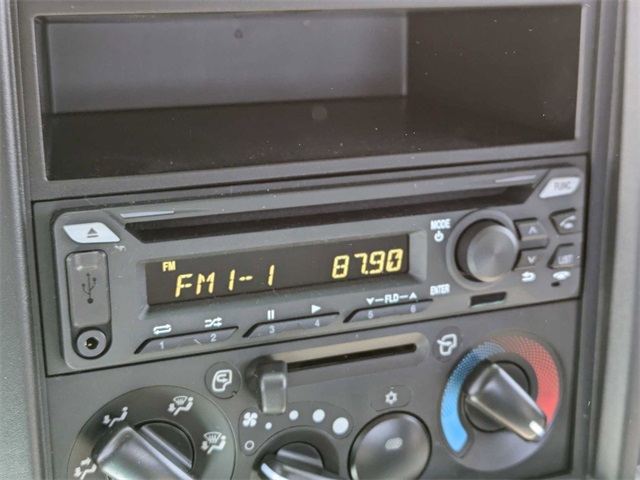 FUNC
MODE
FM
FM1-1 87.90
LIST
ENTER
FLD
1 2 3 4 5 6